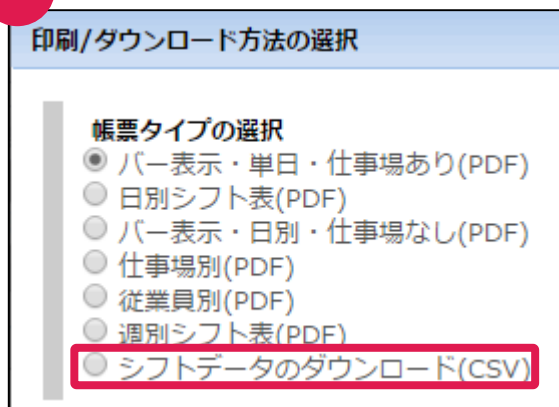 印刷/ダウンロード方法の選択
帳票タイプの選択
バー表示・単日・仕事場あり(PDF)
日別シフト表(PDF)
バー表示・日別・仕事場なし(PDF)
仕事場別(PDF)
従業員別(PDF)
週別シフト表(PDF)
シフトデータのダウンロード(CSV)